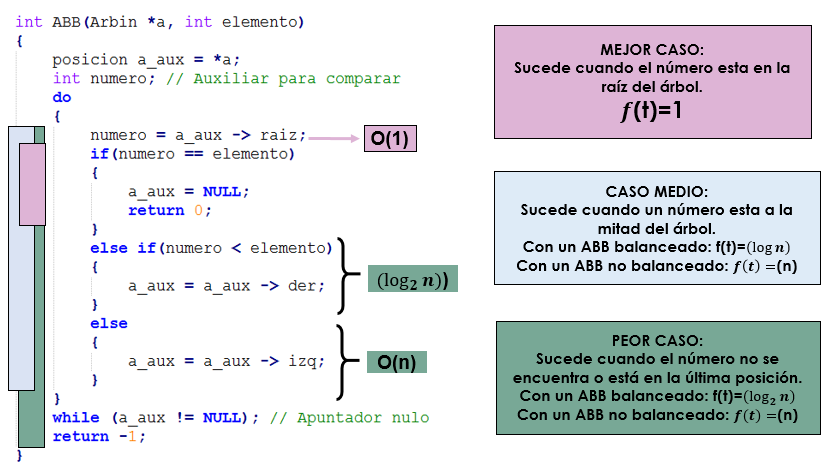 int ABB(Arbin *a, int elemento)
{
posicion a_aux = *a;
int numero; // Auxiliar para comparar
do
{
numero = a_aux -> raiz;
if(numero == elemento)
{
a_aux = NULL;
return 0;
}
else if(numero < elemento)
{
a_aux = a_aux -> der;
}
else
{
a_aux = a_aux -> izq;
}
}
while (a_aux != NULL); // Apuntador nulo
return -1;
}
O(1)
(log₂ n))
O(n)
MEJOR CASO:
Sucede cuando el número esta en la
raíz del árbol.
f(t)=1
CASO MEDIO:
Sucede cuando un número esta a la
mitad del árbol.
Con un ABB balanceado: f(t)=(log n)
Con un ABB no balanceado: f(t) =(n)
PEOR CASO:
Sucede cuando el número no se
encuentra o está en la última posición.
Con un ABB balanceado: f(t)=(log₂ n)
Con un ABB no balanceado: f(t) =(n)